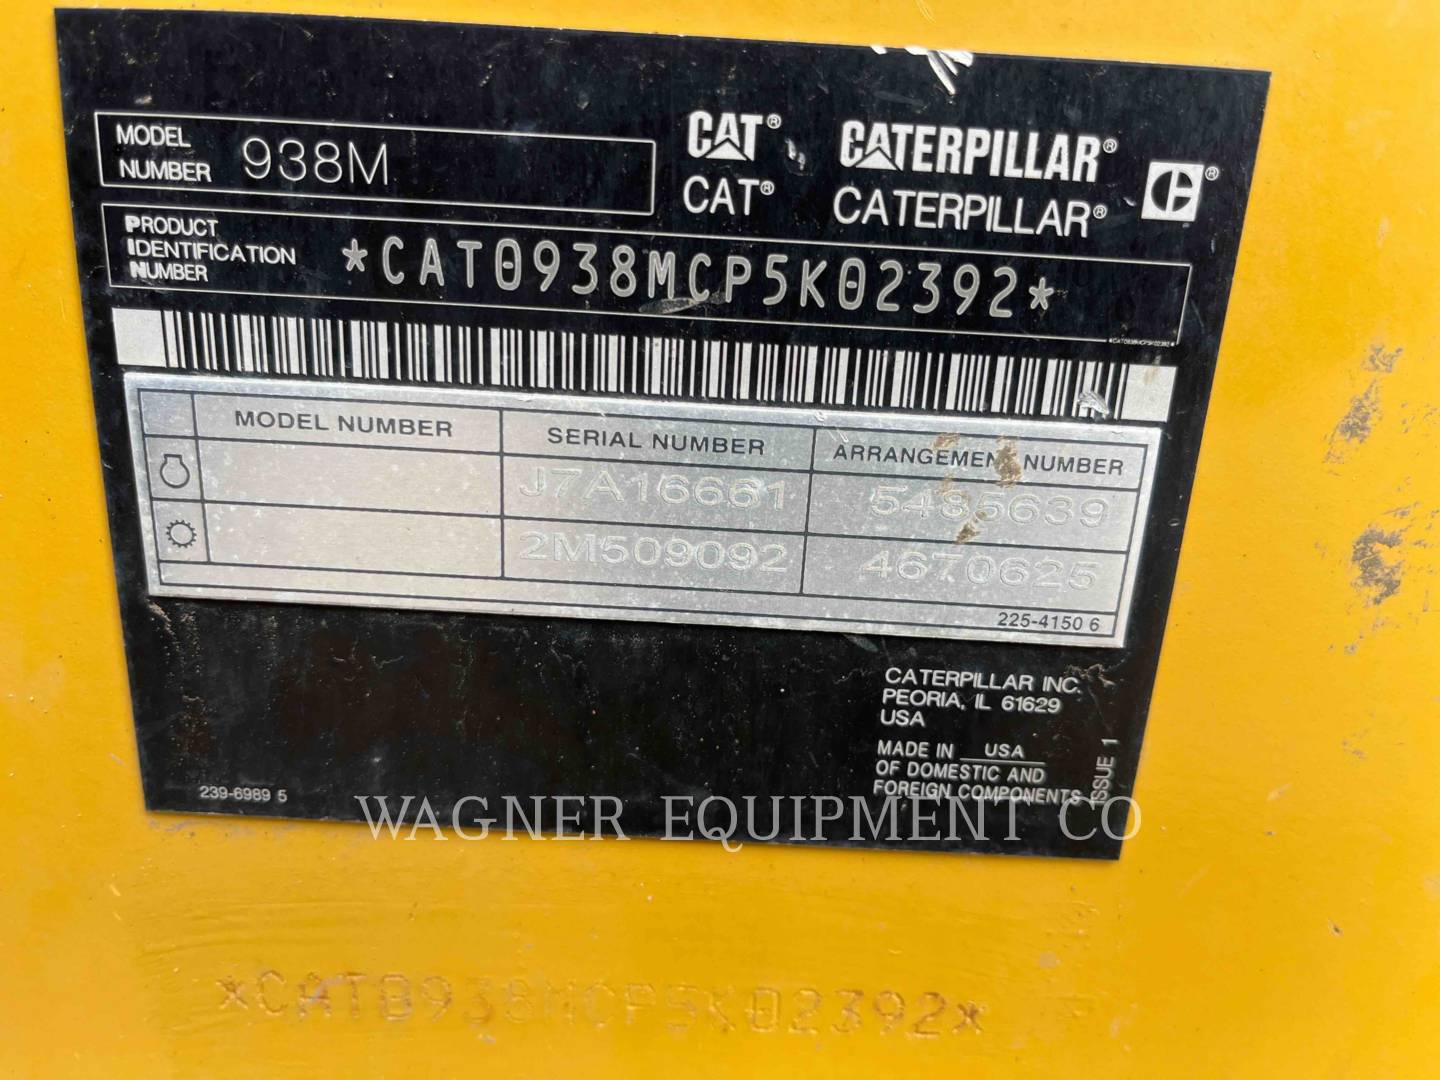 MODEL NUMBER 938M
CAT® CATERPILLAR®
CAT® CATERPILLAR®
PRODUCT
IDENTIFICATION
NUMBER
*CAT0938MCP5K02392*
*CAT0938MCP5K02392*
MODEL NUMBER SERIAL NUMBER ARRANGEMENT NUMBER
J7A16661 5485639
2M509092 4670625
225-4150 6
CATERPILLAR INC.
PEORIA, IL 61629
USA
MADE IN USA
OF DOMESTIC AND
FOREIGN COMPONENTS
ISSUE 1
239-6989 5
WAGNER EQUIPMENT CO
*CAT0938MCP5K02392*